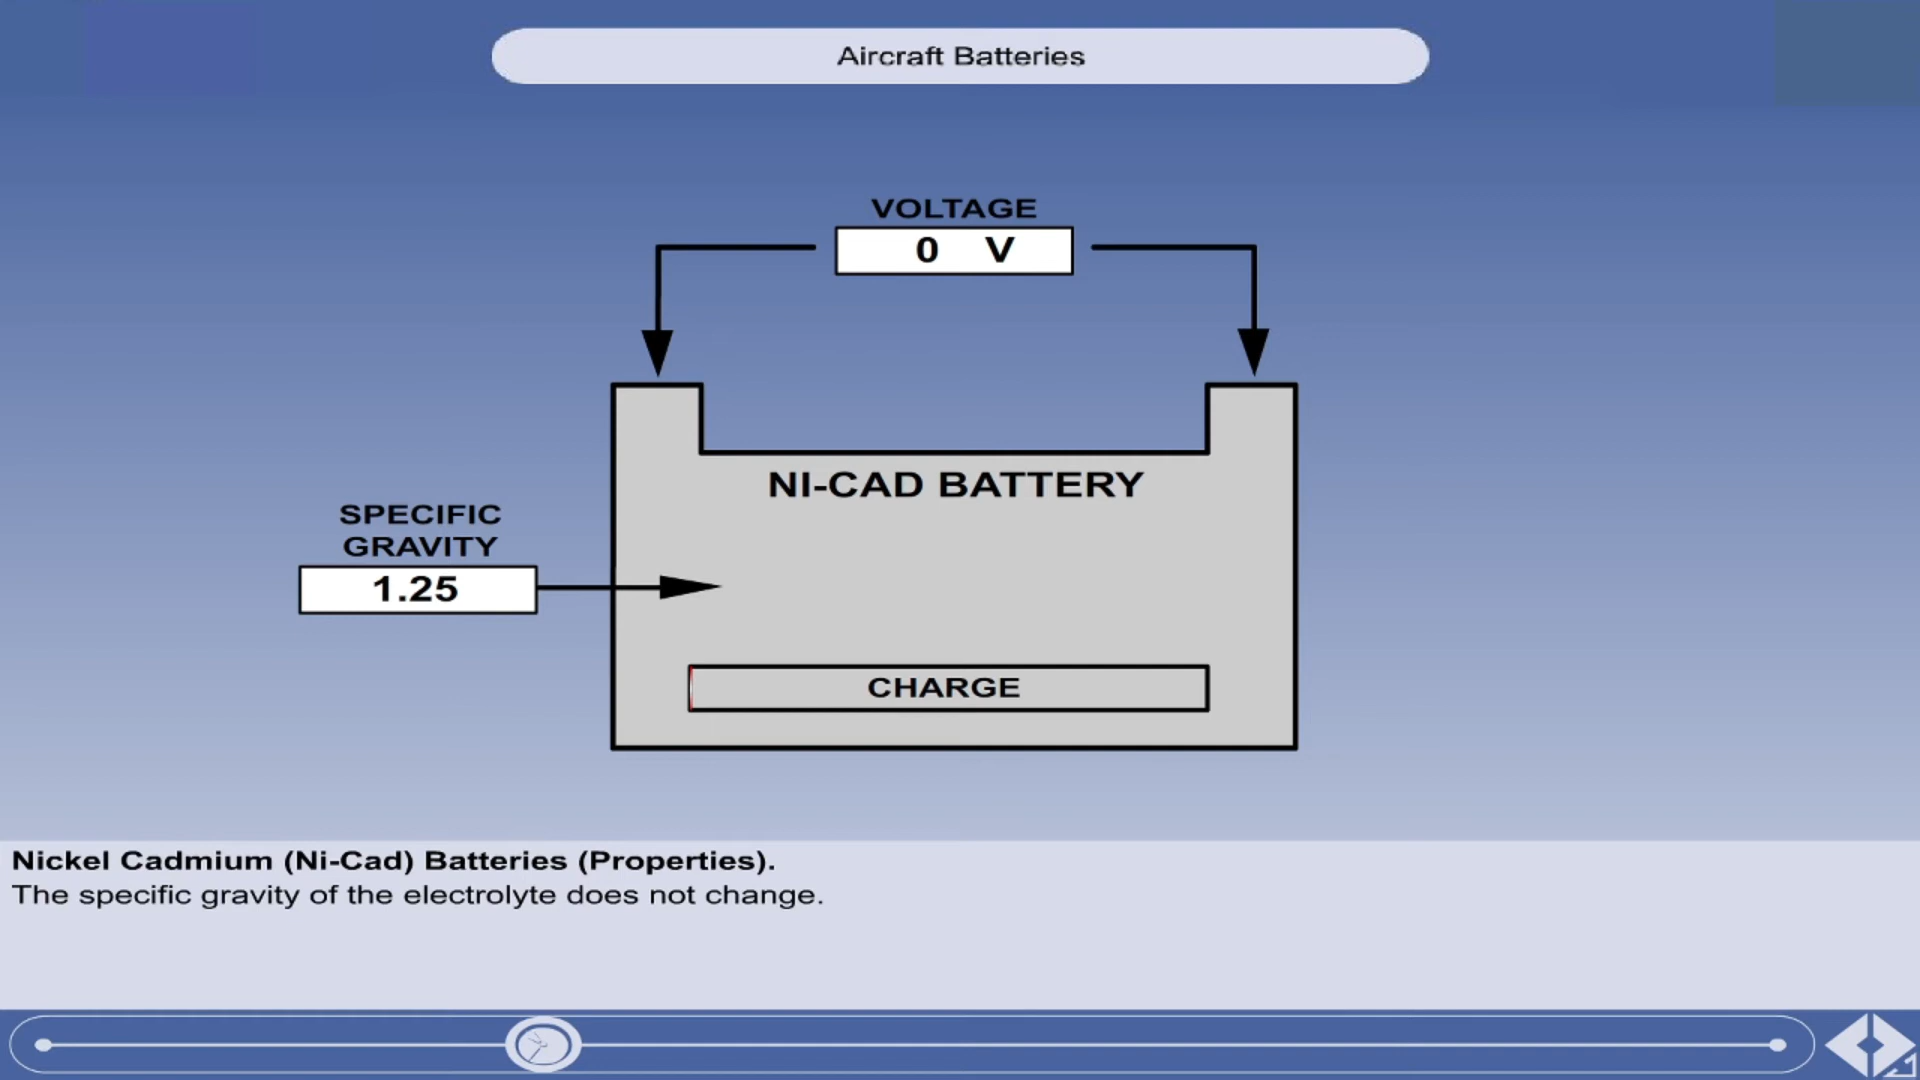 Aircraft Batteries
VOLTAGE
0 V
NI-CAD BATTERY
SPECIFIC
GRAVITY
1.25
CHARGE
Nickel Cadmium (Ni-Cad) Batteries (Properties).
The specific gravity of the electrolyte does not change.